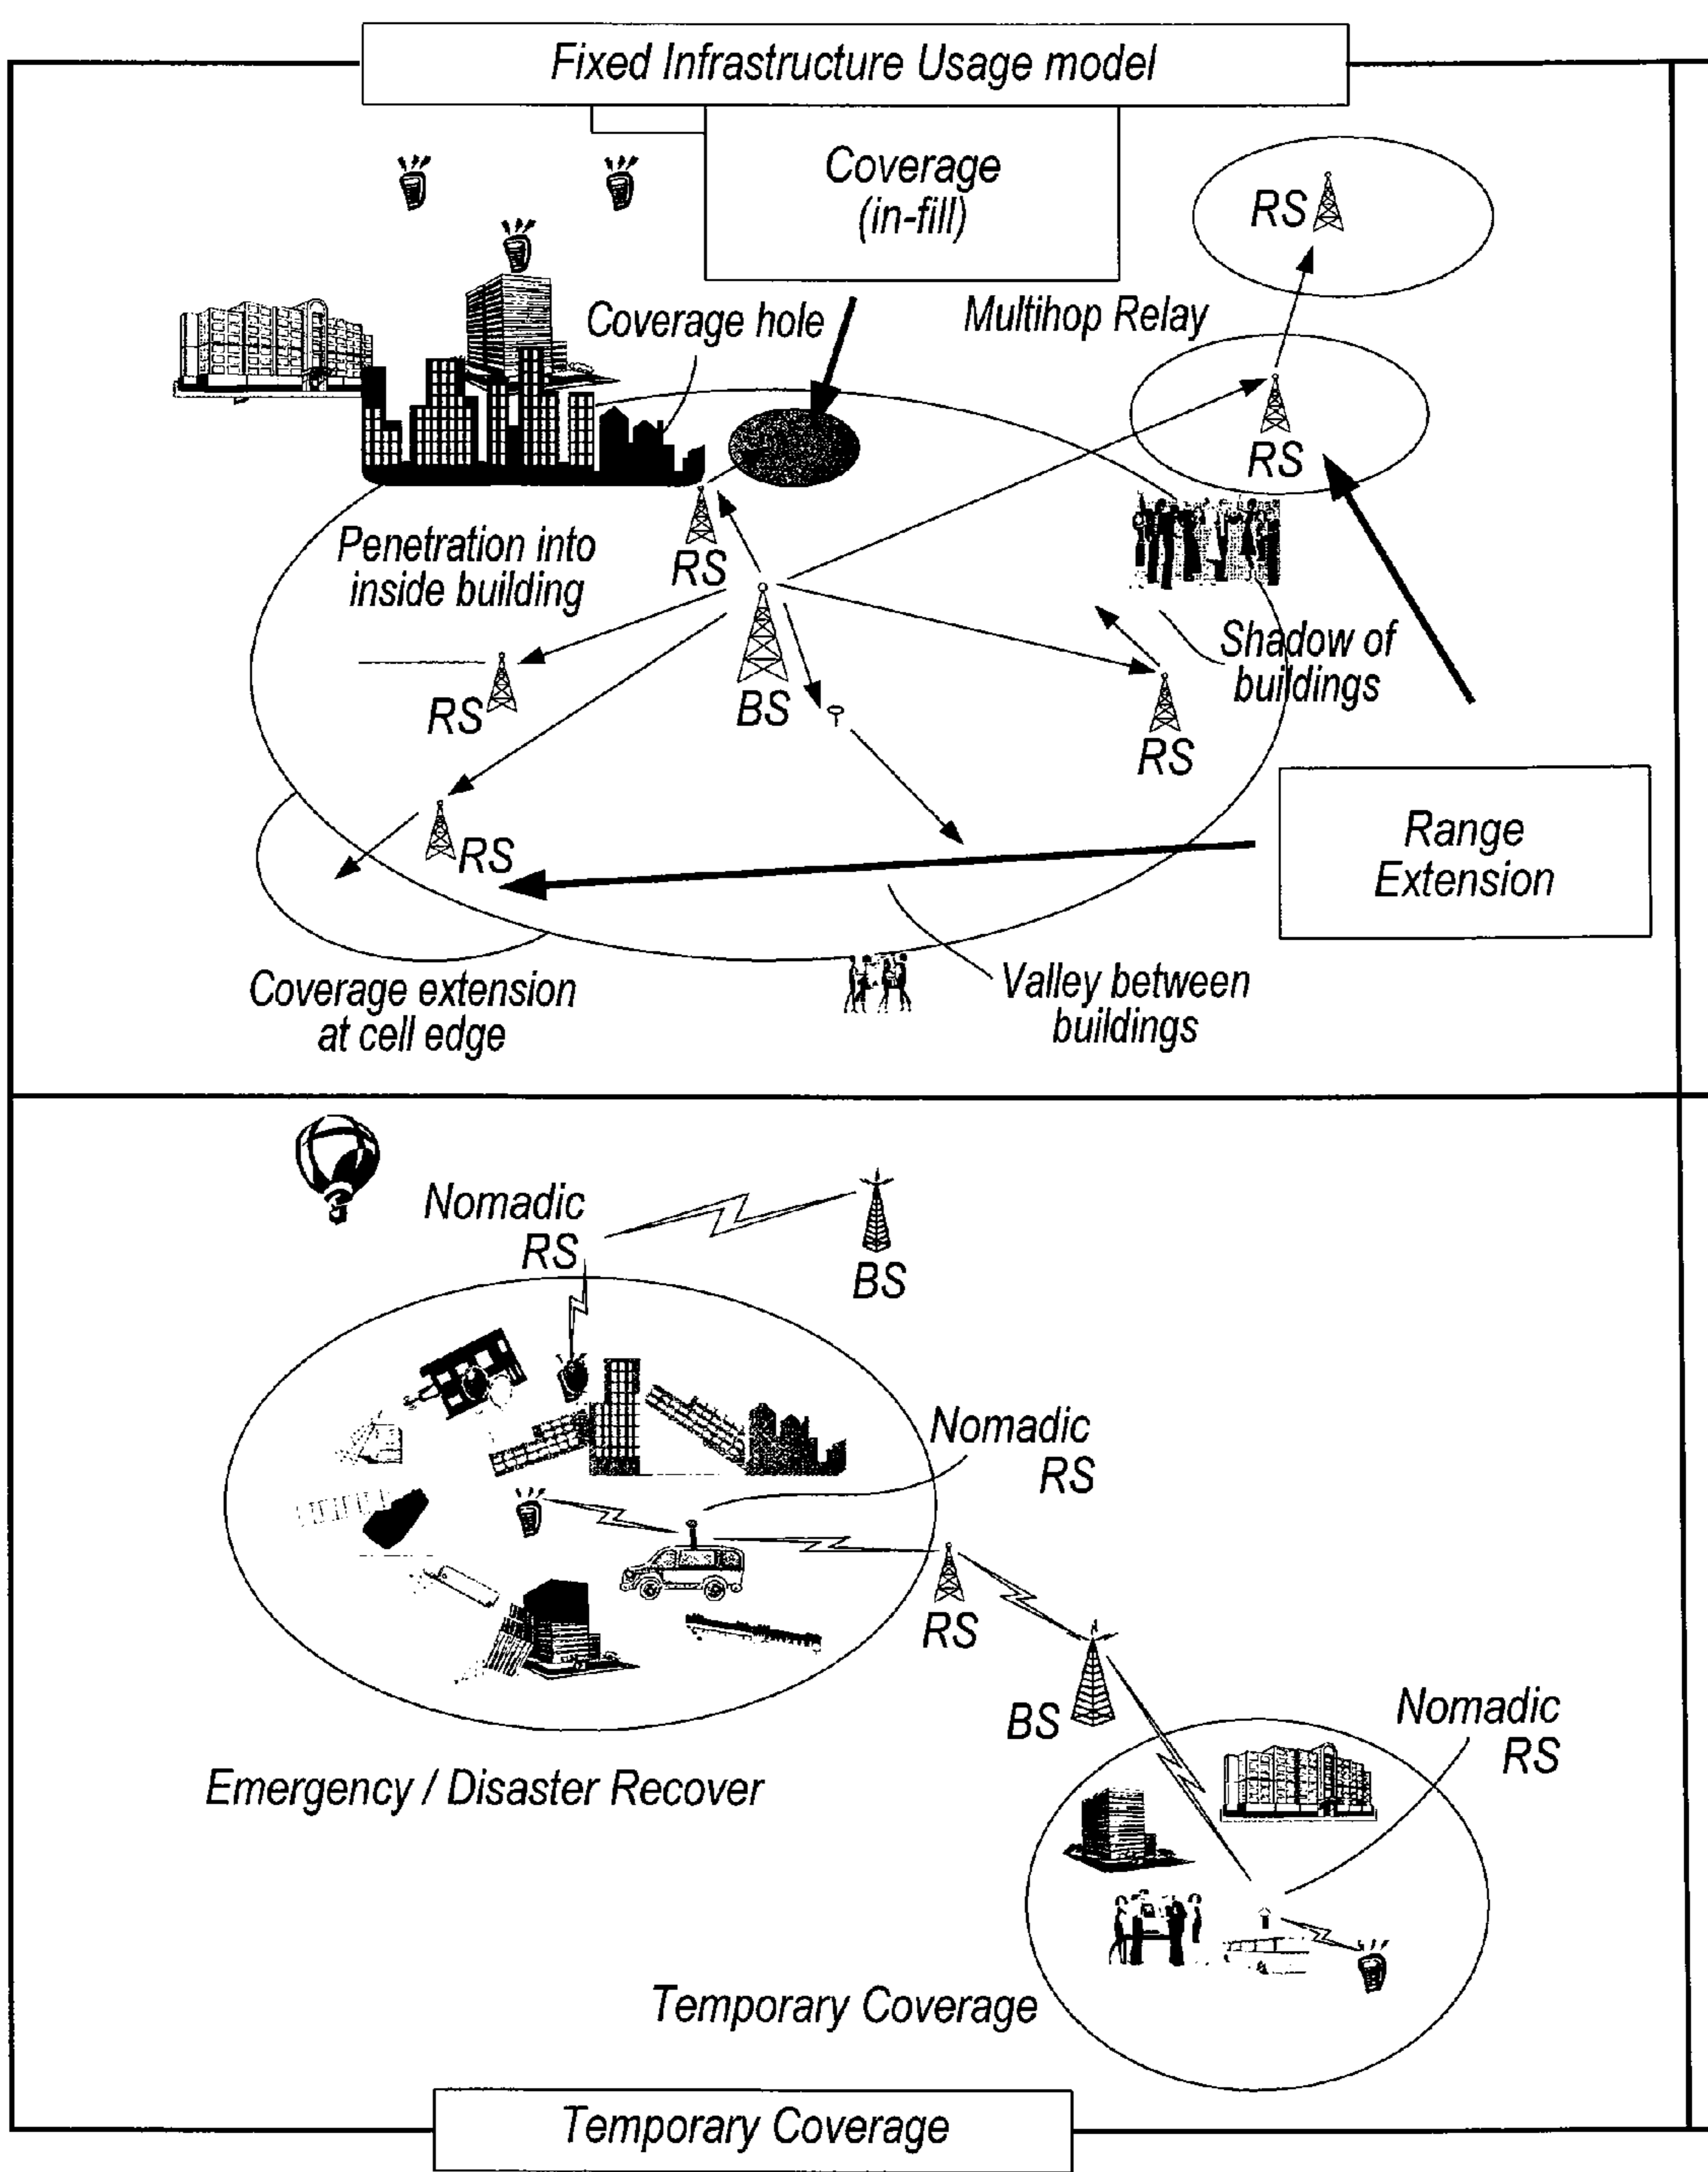 Fixed Infrastructure Usage model
Coverage
(in-fill)
RS
Coverage hole
Multihop Relay
RS
Penetration into
inside building
RS
Shadow of
buildings
RS
BS
RS
RS
Range
Extension
Coverage extension
at cell edge
Valley between
buildings
Nomadic
RS
BS
Nomadic
RS
RS
BS
Nomadic
RS
Emergency / Disaster Recover
Temporary Coverage
Temporary Coverage